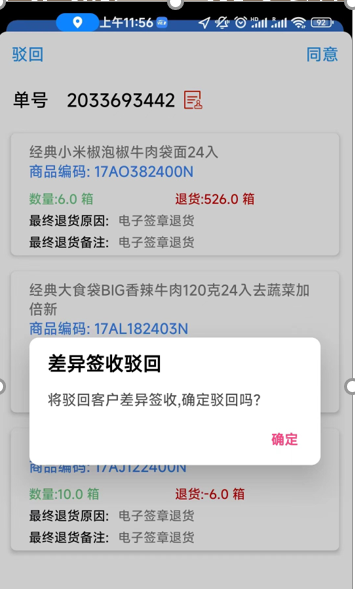 上午11:56
92
驳回
同意
单号 2033693442
经典小米椒泡椒牛肉袋面24入
商品编码: 17AO382400N
数量:6.0 箱 退货:526.0 箱
最终退货原因: 电子签章退货
最终退货备注: 电子签章退货
经典大食袋BIG香辣牛肉120克24入去蔬菜加
倍新
商品编码: 17AL182403N
差异签收驳回
将驳回客户差异签收,确定驳回吗?
确定
商品编码: 17AJ122400N
数量:10.0 箱 退货:-6.0 箱
最终退货原因: 电子签章退货
最终退货备注: 电子签章退货